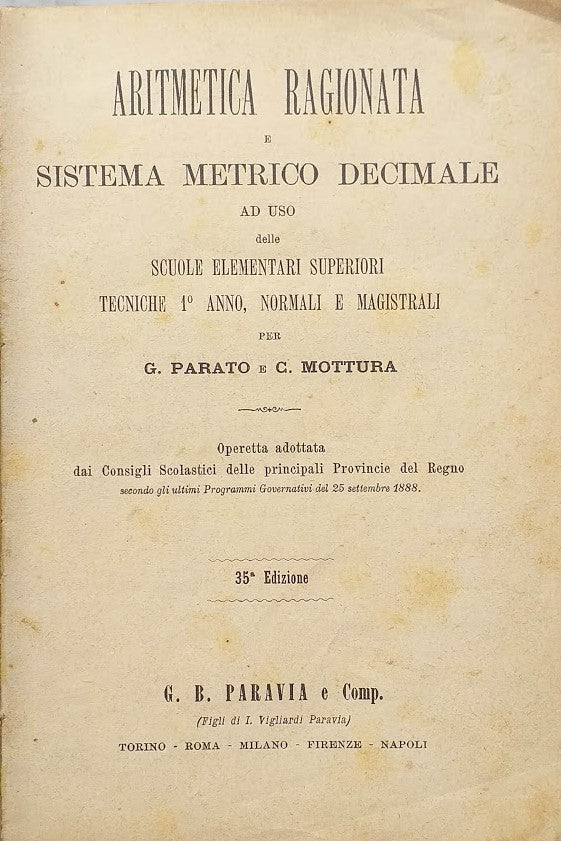 ARITMETICA RAGIONATA
E
SISTEMA METRICO DECIMALE
AD USO
delle
SCUOLE ELEMENTARI SUPERIORI
TECNICHE 1º ANNO, NORMALI E MAGISTRALI
PER
G. PARATO E C. MOTTURA
Operetta adottata
dai Consigli Scolastici delle principali Provincie del Regno
secondo gli ultimi Programmi Governativi del 25 settembre 1888.
35ª Edizione
G. B. PARAVIA e Comp.
(Figli di I. Vigliardi Paravia)
TORINO - ROMA - MILANO - FIRENZE - NAPOLI